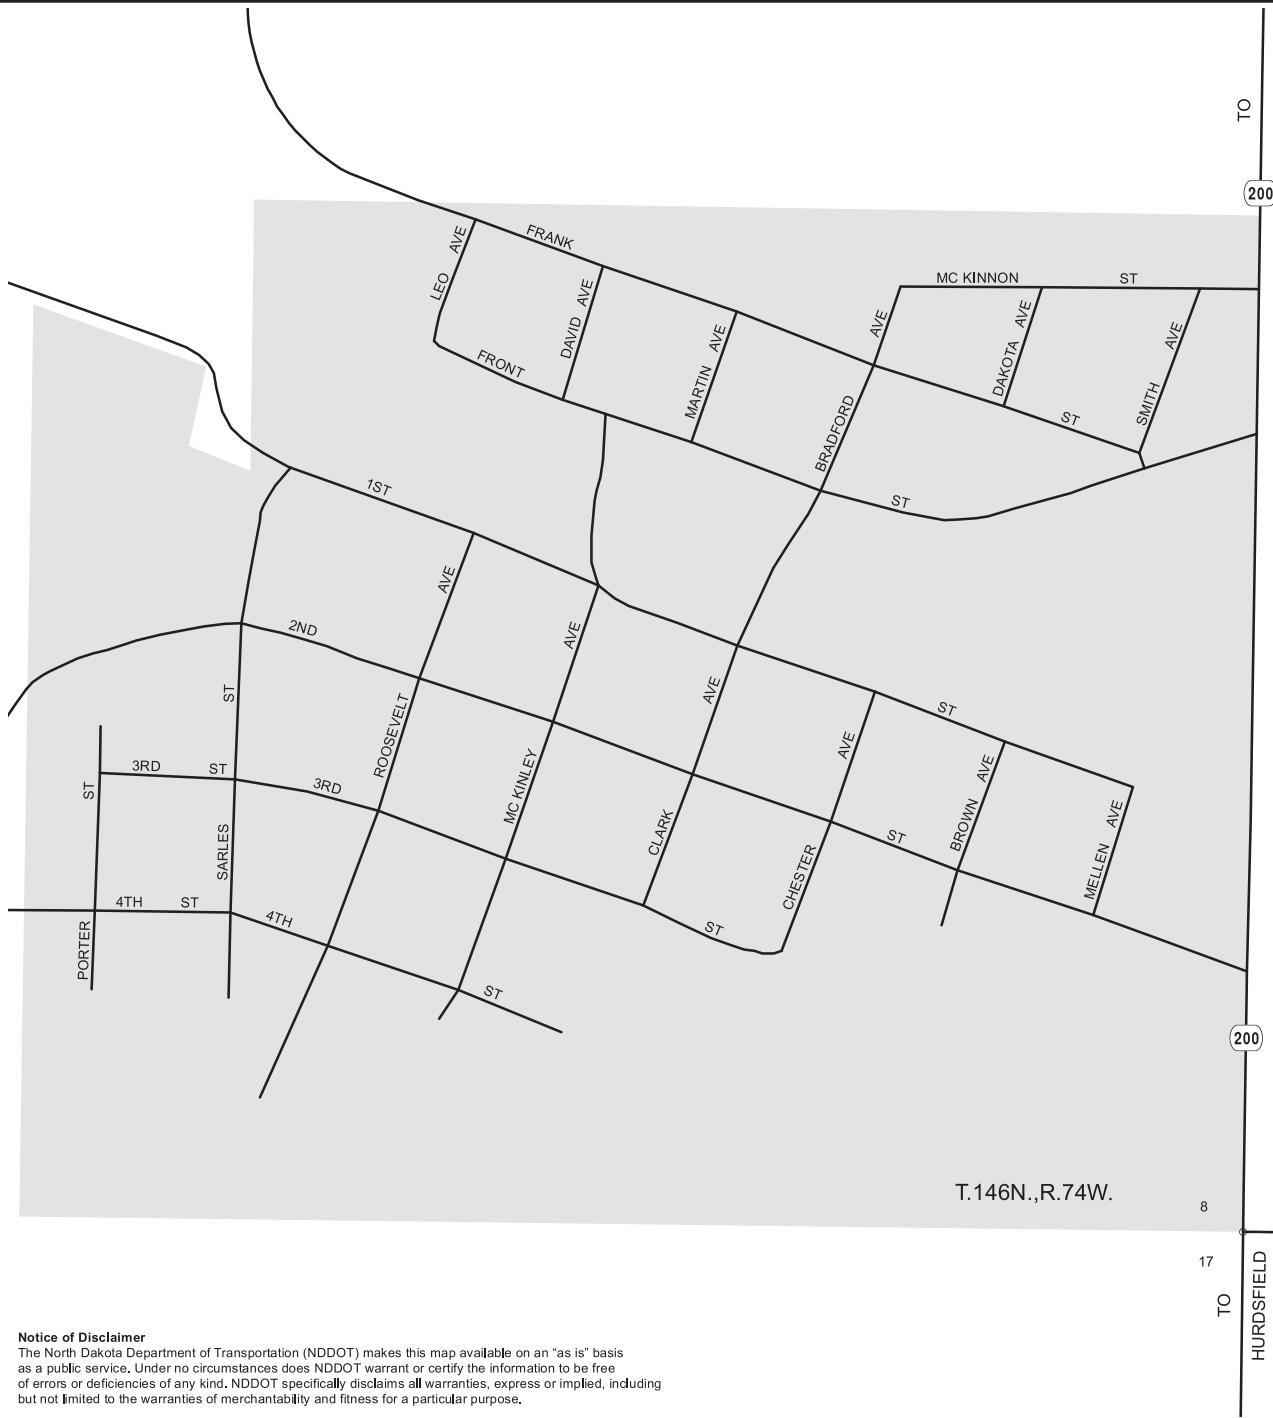 TO
200
FRANK
AVE
LEO
MC KINNON
ST
AVE
DAVID
AVE
AVE
AVE
AVE
FRONT
MARTIN
DAKOTA
SMITH
BRADFORD
ST
1ST
ST
AVE
2ND
AVE
ST
AVE
ROOSEVELT
ST
AVE
MC KINLEY
3RD
ST
3RD
ST
AVE
AVE
SARLES
CLARK
CHESTER
ST
BROWN
MELLEN
4TH
ST
4TH
ST
PORTER
ST
200
T.146N.,R.74W.
8
17
TO
HURDSFIELD
Notice of Disclaimer
The North Dakota Department of Transportation (NDDOT) makes this map available on an “as is” basis
as a public service. Under no circumstances does NDDOT warrant or certify the information to be free
of errors or deficiencies of any kind. NDDOT specifically disclaims all warranties, express or implied, including
but not limited to the warranties of merchantability and fitness for a particular purpose.